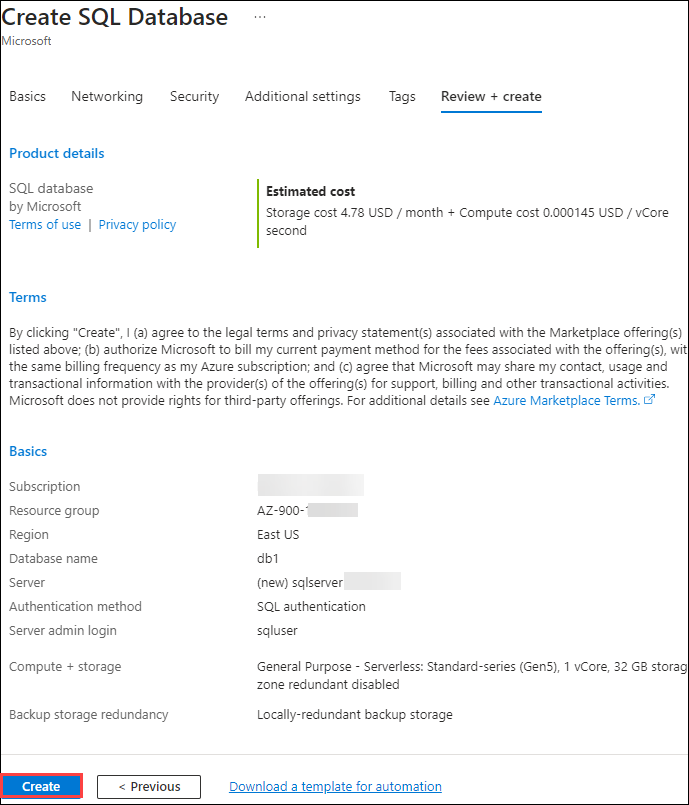 Create SQL Database ...
Microsoft
Basics Networking Security Additional settings Tags Review + create
Product details
SQL database
by Microsoft
Terms of use | Privacy policy
Estimated cost
Storage cost 4.78 USD / month + Compute cost 0.000145 USD / vCore
second
Terms
By clicking "Create", I (a) agree to the legal terms and privacy statement(s) associated with the Marketplace offering(s)
listed above; (b) authorize Microsoft to bill my current payment method for the fees associated with the offering(s), wit
the same billing frequency as my Azure subscription; and (c) agree that Microsoft may share my contact, usage and
transactional information with the provider(s) of the offering(s) for support, billing and other transactional activities.
Microsoft does not provide rights for third-party offerings. For additional details see Azure Marketplace Terms.
Basics
Subscription
Resource group AZ-900-
Region East US
Database name db1
Server (new) sqlserver
Authentication method SQL authentication
Server admin login sqluser
Compute + storage General Purpose - Serverless: Standard-series (Gen5), 1 vCore, 32 GB storag
zone redundant disabled
Backup storage redundancy Locally-redundant backup storage
Create < Previous Download a template for automation